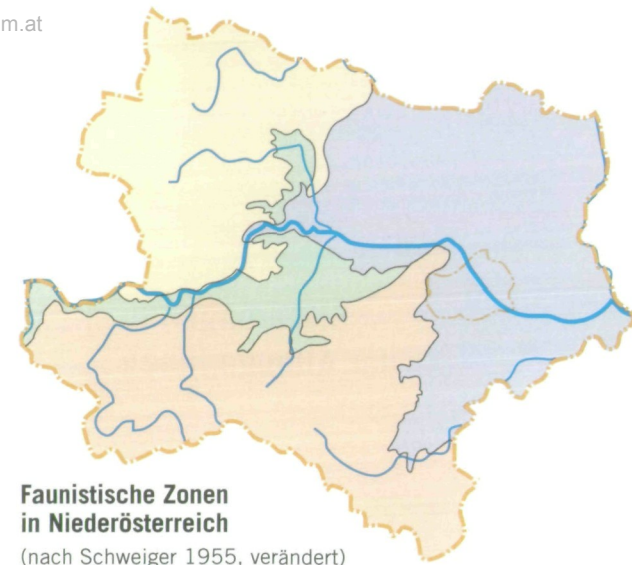 m.at
Faunistische Zonen
in Niederösterreich
(nach Schweiger 1955, verändert)